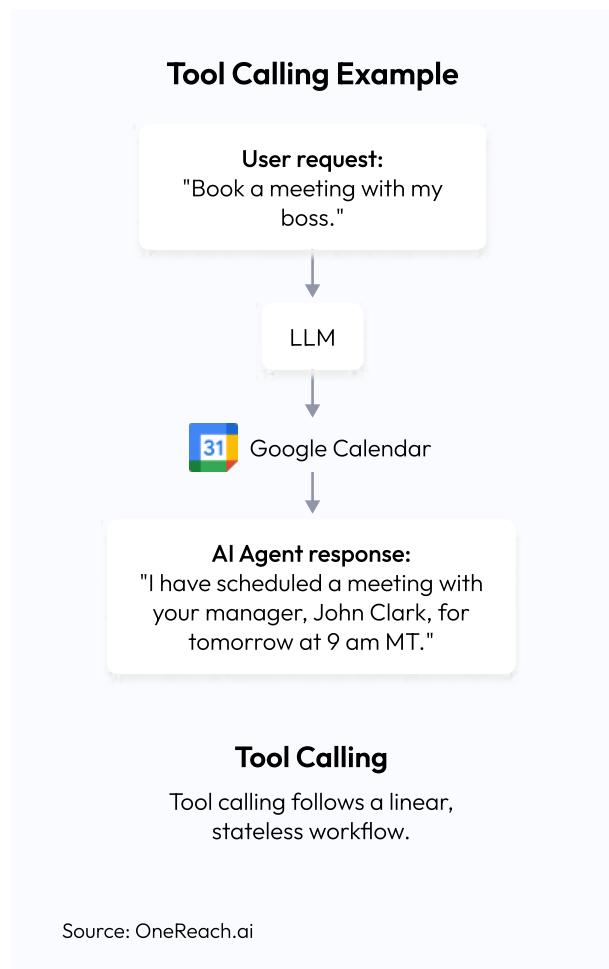 Tool Calling Example
User request:
"Book a meeting with my
boss."
LLM
31 Google Calendar
AI Agent response:
"I have scheduled a meeting with
your manager, John Clark, for
tomorrow at 9 am MT."
Tool Calling
Tool calling follows a linear,
stateless workflow.
Source: OneReach.ai